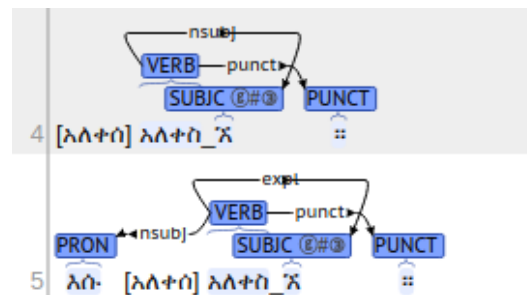 nsubj
VERB punct
SUBJC ⓖ#③ PUNCT
4 [አለቀሰ] አለቀስ_ኧ ።
expl
VERB punct
PRON nsubj SUBJC ⓖ#③ PUNCT
5 እሱ [አለቀሰ] አለቀስ_ኧ ።